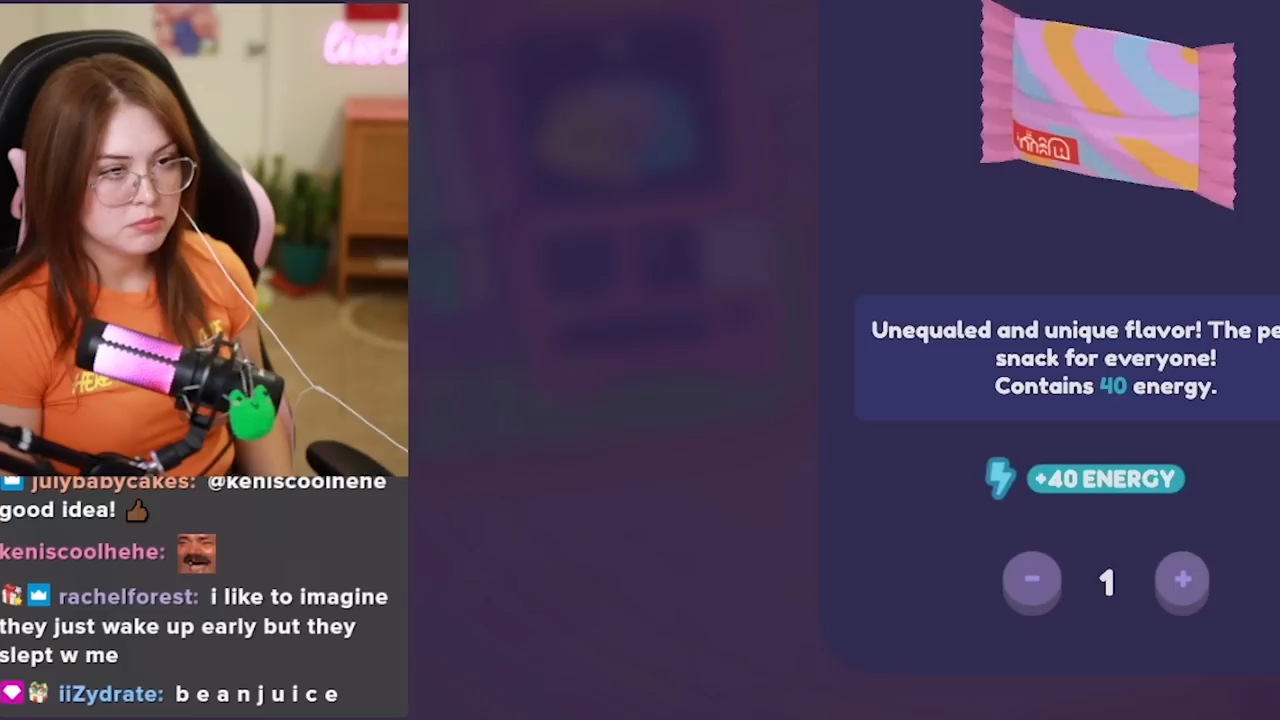 HERE
julybabycakes: @keniscoolhehe
good idea!
keniscoolhehe:
rachelforest: i like to imagine
they just wake up early but they
slept w me
iiZydrate: b e a n j u i c e
Unequaled and unique flavor! The pe
snack for everyone!
Contains 40 energy.
+40 ENERGY
- 1 +